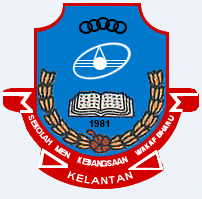 1981
SEKOLAH MEN KEBANGSAAN WAKAF BHARU
KELANTAN